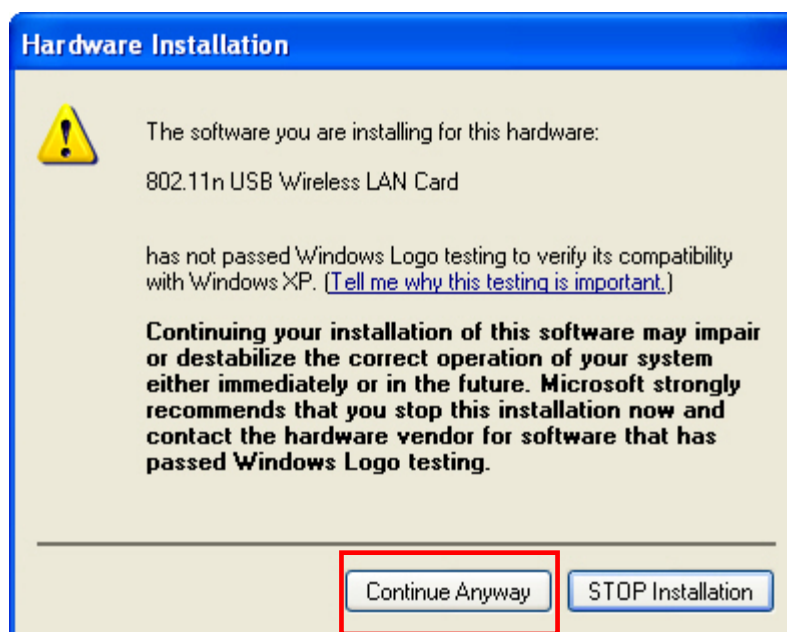 Hardware Installation
The software you are installing for this hardware:
802.11n USB Wireless LAN Card
has not passed Windows Logo testing to verify its compatibility
with Windows XP. (Tell me why this testing is important.)
Continuing your installation of this software may impair
or destabilize the correct operation of your system
either immediately or in the future. Microsoft strongly
recommends that you stop this installation now and
contact the hardware vendor for software that has
passed Windows Logo testing.
Continue Anyway STOP Installation